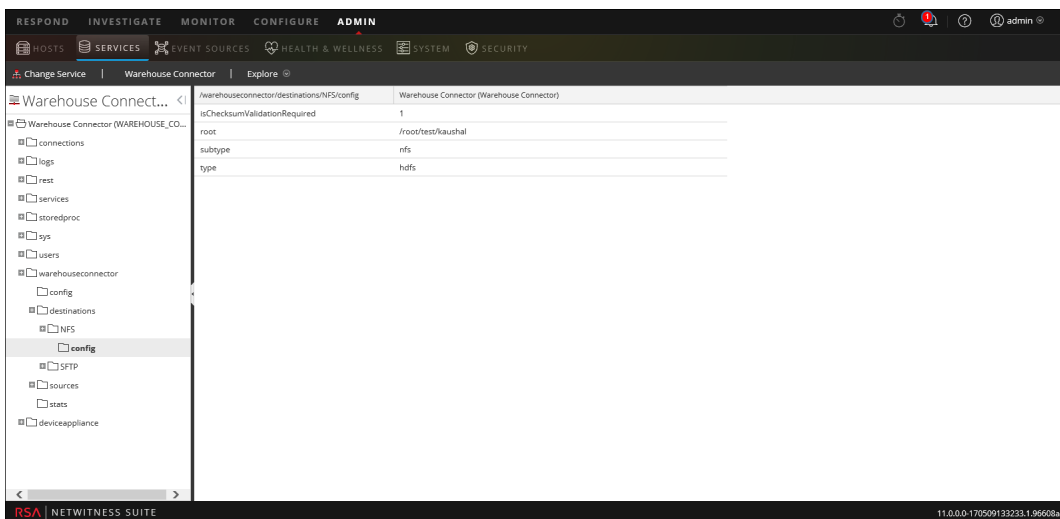 RESPOND INVESTIGATE MONITOR CONFIGURE ADMIN 1 ? admin
HOSTS SERVICES EVENT SOURCES HEALTH & WELLNESS SYSTEM SECURITY
Change Service | Warehouse Connector | Explore
Warehouse Connect...
/warehouseconnector/destinations/NFS/config Warehouse Connector (Warehouse Connector)
isChecksumValidationRequired 1
root /root/test/kaushal
subtype nfs
type hdfs
Warehouse Connector (WAREHOUSE_CO...
connections
logs
rest
services
storedproc
sys
users
warehouseconnector
config
destinations
NFS
config
SFTP
sources
stats
deviceappliance
RSA | NETWITNESS SUITE 11.0.0.0-170509133233.1.96608a